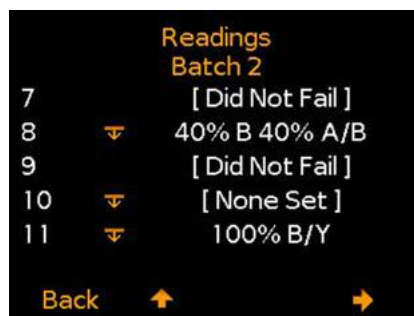 Readings
Batch 2
7 [ Did Not Fail ]
8 40% B 40% A/B
9 [ Did Not Fail ]
10 [ None Set ]
11 100% B/Y
Back